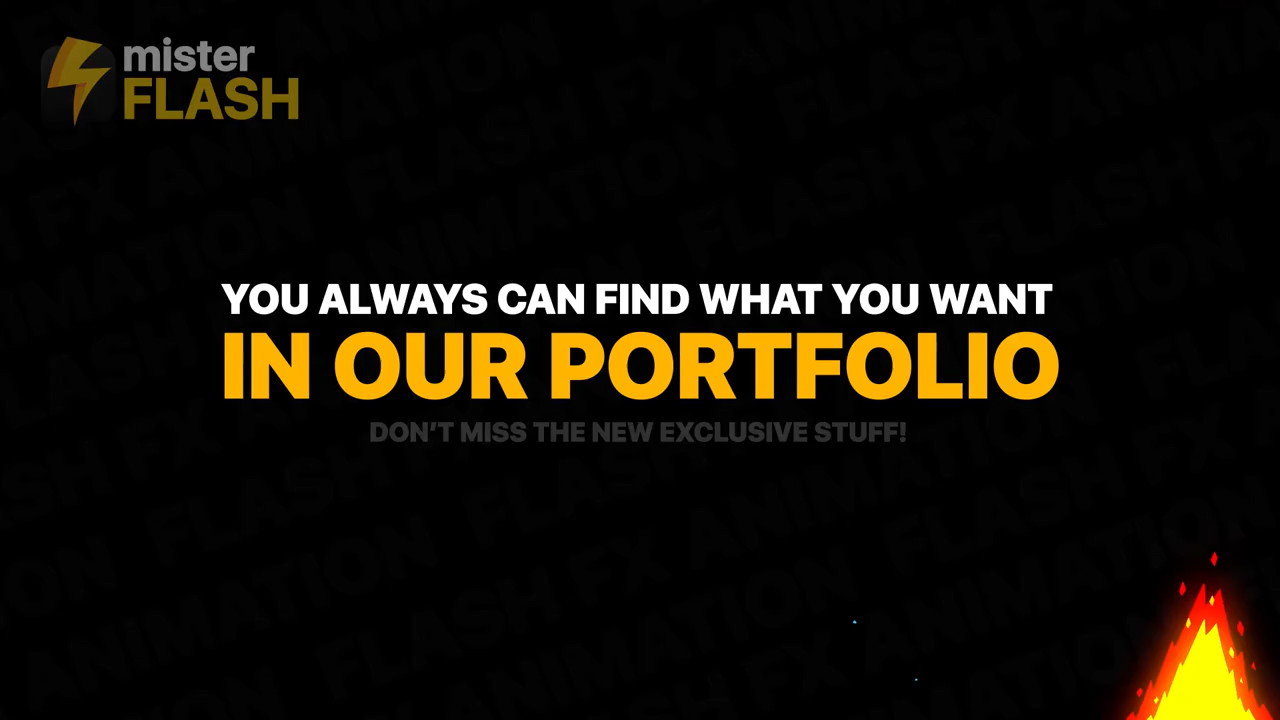 mister
FLASH
YOU ALWAYS CAN FIND WHAT YOU WANT
IN OUR PORTFOLIO
DON'T MISS THE NEW EXCLUSIVE STUFF!